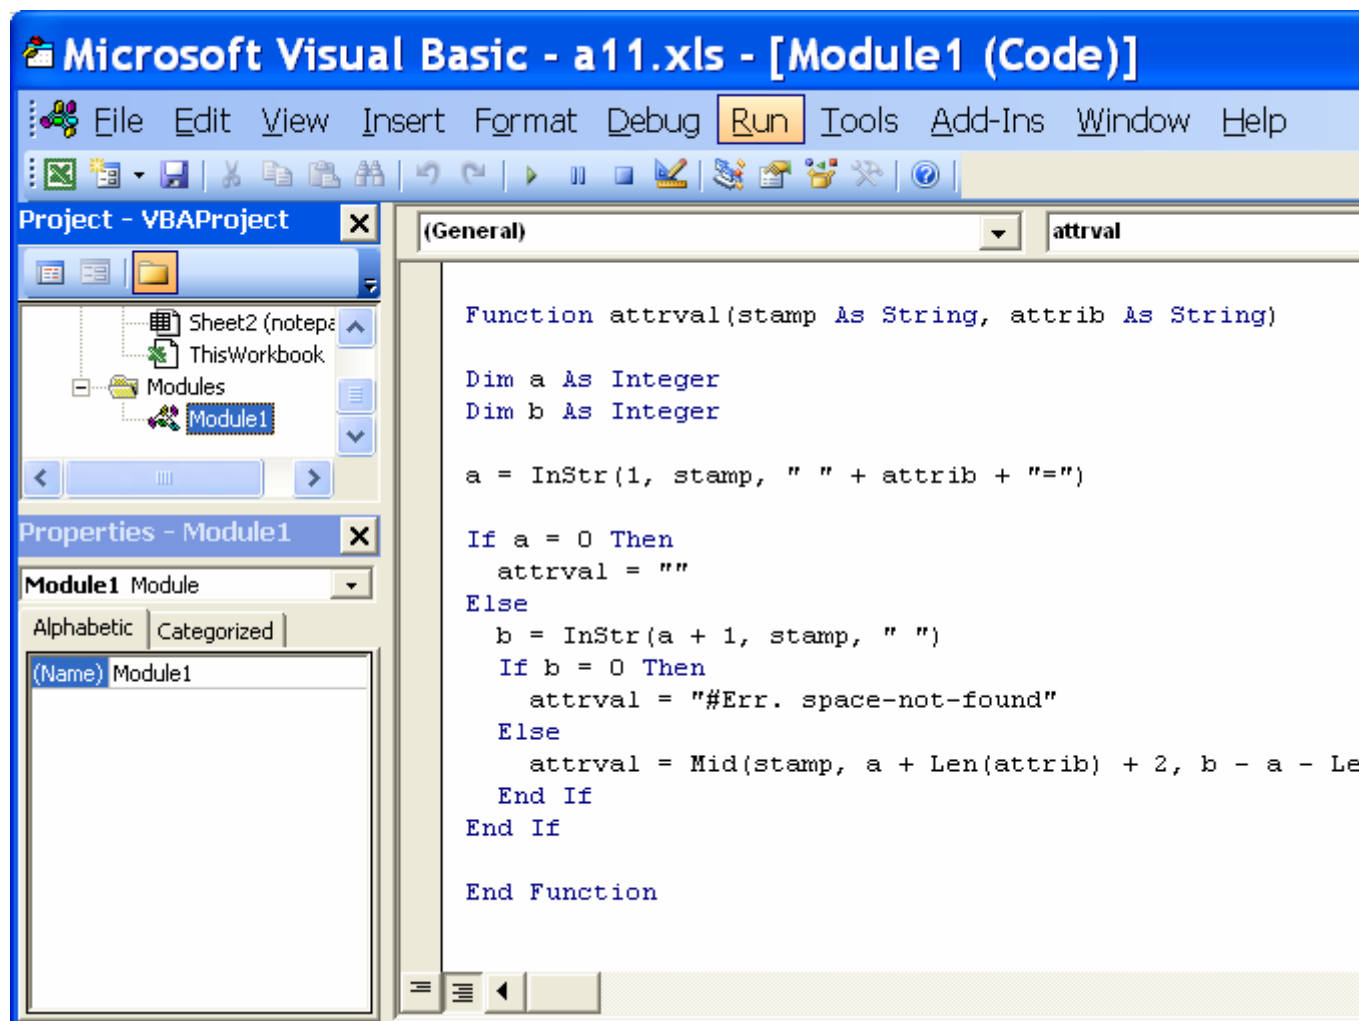 Microsoft Visual Basic - a11.xls - [Module1 (Code)]
File Edit View Insert Format Debug Run Tools Add-Ins Window Help
Project - VBAProject
(General) attrval
Sheet2 (notepa
ThisWorkbook
Modules
Module1
Properties - Module1
Module1 Module
Alphabetic Categorized
(Name) Module1
Function attrval(stamp As String, attrib As String)
Dim a As Integer
Dim b As Integer
a = InStr(1, stamp, " " + attrib + "=")
If a = 0 Then
attrval = ""
Else
b = InStr(a + 1, stamp, " ")
If b = 0 Then
attrval = "#Err. space-not-found"
Else
attrval = Mid(stamp, a + Len(attrib) + 2, b - a - Le
End If
End If
End Function